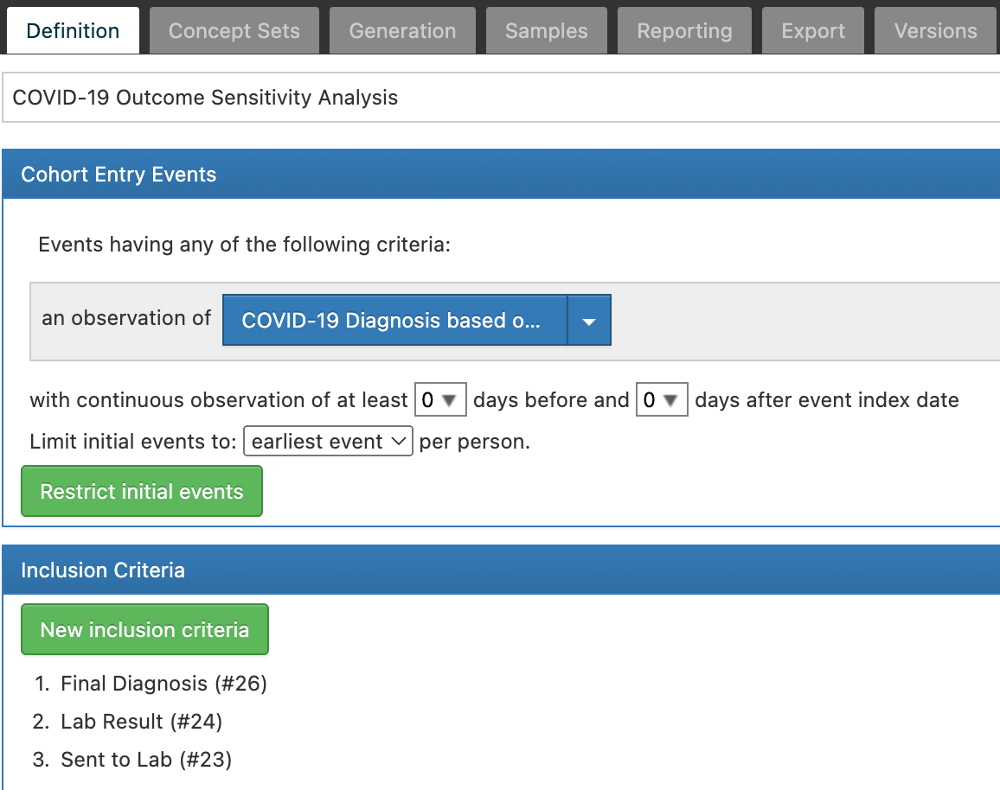 Definition Concept Sets Generation Samples Reporting Export Versions
COVID-19 Outcome Sensitivity Analysis
Cohort Entry Events
Events having any of the following criteria:
an observation of COVID-19 Diagnosis based o...
with continuous observation of at least 0 days before and 0 days after event index date
Limit initial events to: earliest event per person.
Restrict initial events
Inclusion Criteria
New inclusion criteria
1. Final Diagnosis (#26)
2. Lab Result (#24)
3. Sent to Lab (#23)